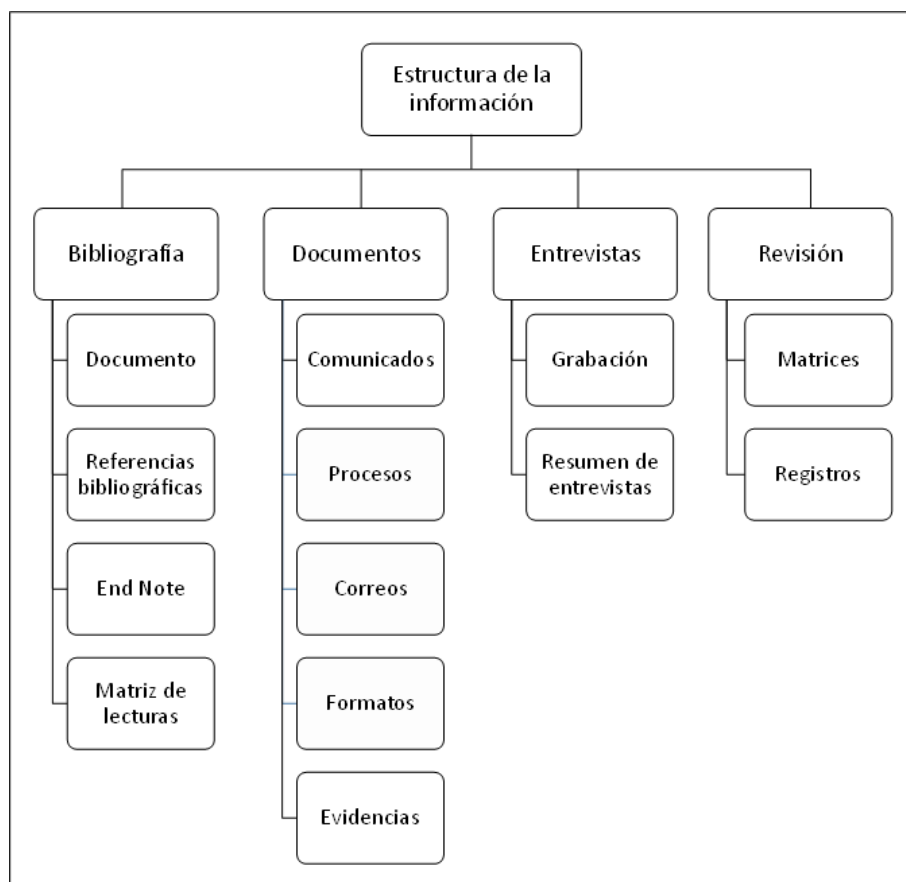 Estructura de la
información
Bibliografía
Documentos
Entrevistas
Revisión
Documento
Referencias
bibliográficas
End Note
Matriz de
lecturas
Comunicados
Procesos
Correos
Formatos
Evidencias
Grabación
Resumen de
entrevistas
Matrices
Registros